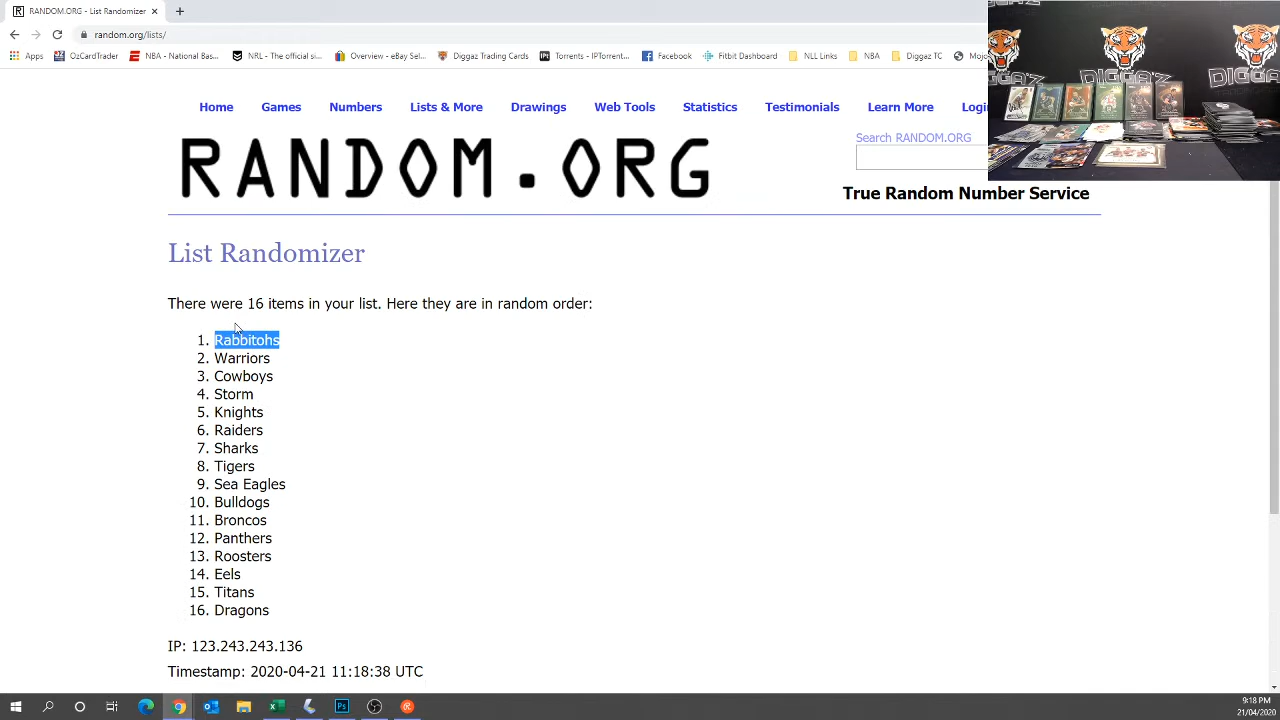 RANDOM.ORG - List Randomizer
random.org/lists/
Apps OzCardTrader NBA - National Bas... NRL - The official si... Overview - eBay Sel... Diggaz Trading Cards Torrents - IPTorrent... Facebook Fitbit Dashboard NLL Links NBA Diggaz TC
Home Games Numbers Lists & More Drawings Web Tools Statistics Testimonials Learn More Login
DIGGAZ
RANDOM.ORG
Search RANDOM.ORG
True Random Number Service
List Randomizer
There were 16 items in your list. Here they are in random order:
1. Rabbitohs
2. Warriors
3. Cowboys
4. Storm
5. Knights
6. Raiders
7. Sharks
8. Tigers
9. Sea Eagles
10. Bulldogs
11. Broncos
12. Panthers
13. Roosters
14. Eels
15. Titans
16. Dragons
IP: 123.243.243.136
Timestamp: 2020-04-21 11:18:38 UTC
9:18 PM
21/04/2020